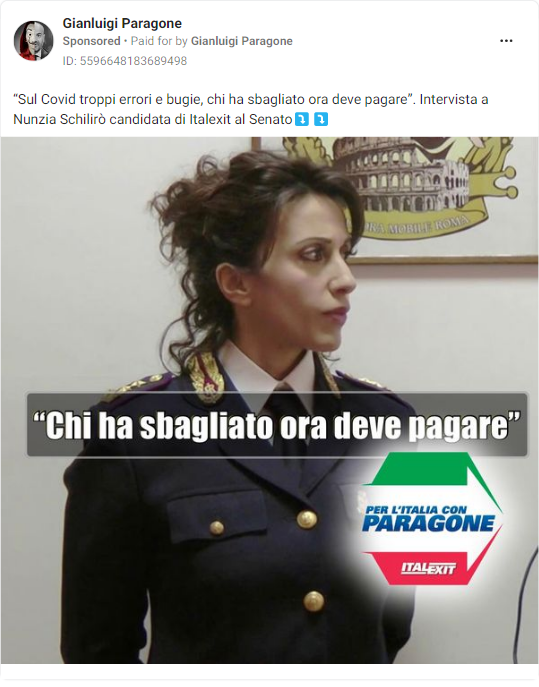 Gianluigi Paragone
Sponsored • Paid for by Gianluigi Paragone
ID: 5596648183689498
“Sul Covid troppi errori e bugie, chi ha sbagliato ora deve pagare”. Intervista a
Nunzia Schilirò candidata di Italexit al Senato
MOBILE ROMA
“Chi ha sbagliato ora deve pagare”
PER L'ITALIA CON
PARAGONE
ITALEXIT